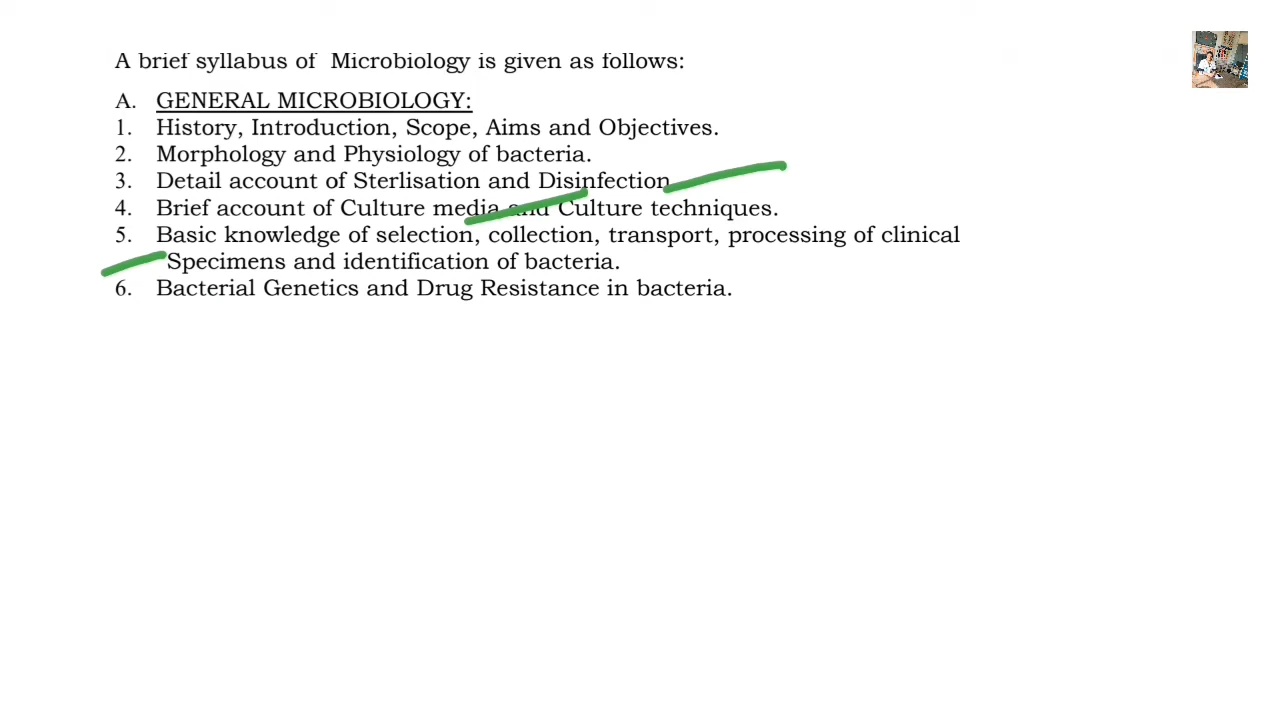 A brief syllabus of Microbiology is given as follows:
A. GENERAL MICROBIOLOGY:
1. History, Introduction, Scope, Aims and Objectives.
2. Morphology and Physiology of bacteria.
3. Detail account of Sterlisation and Disinfection
4. Brief account of Culture media and Culture techniques.
5. Basic knowledge of selection, collection, transport, processing of clinical
Specimens and identification of bacteria.
6. Bacterial Genetics and Drug Resistance in bacteria.